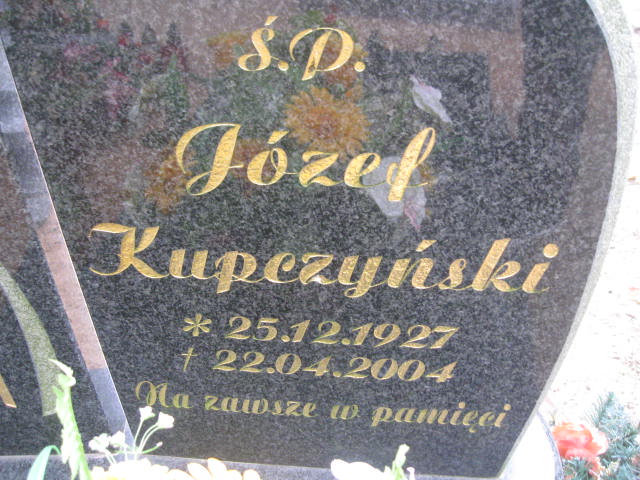 Ś.P.
Józef
Kupczyński
* 25.12.1927
† 22.04.2004
Na zawsze w pamięci